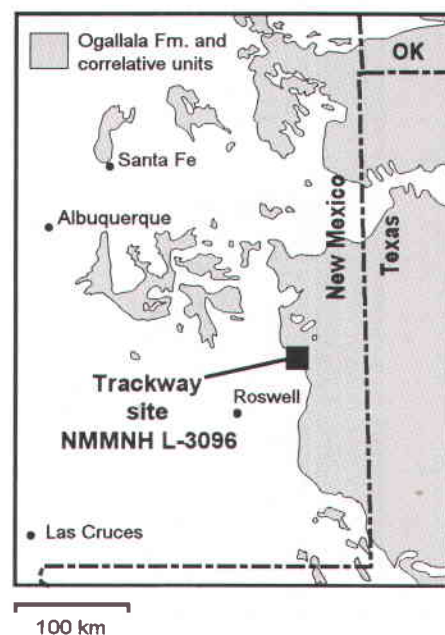 Ogallala Fm. and
correlative units
OK
Santa Fe
Albuquerque
New Mexico
Texas
Trackway
site
NMMNH L-3096
Roswell
Las Cruces
100 km